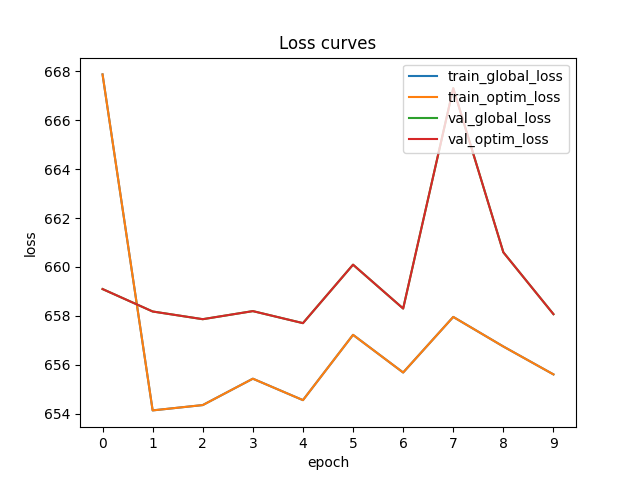 Loss curves
train_global_loss
train_optim_loss
val_global_loss
val_optim_loss
668
666
664
662
660
658
656
654
loss
0 1 2 3 4 5 6 7 8 9
epoch